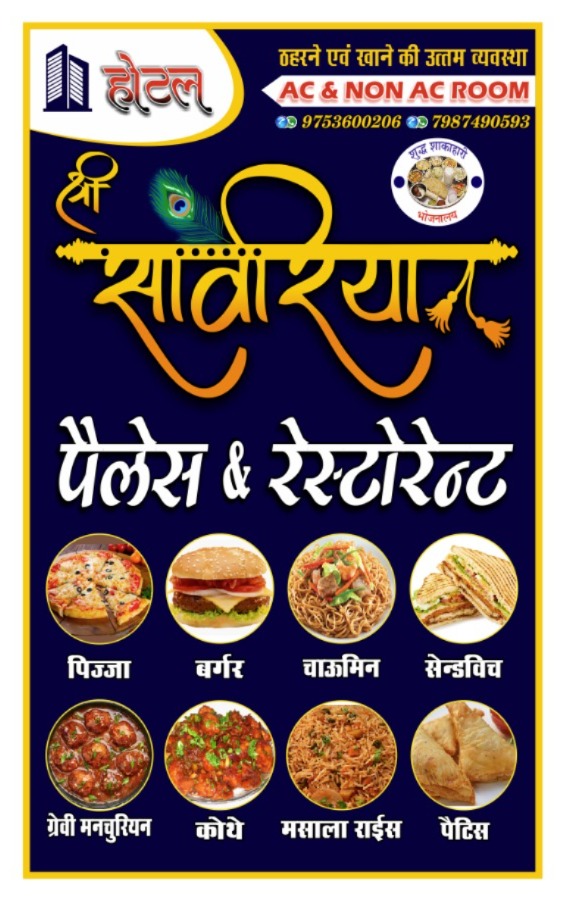 होटल
ठहरने एवं खाने की उत्तम व्यवस्था
AC & NON AC ROOM
9753600206 7987490593
शुद्ध शाकाहारी
भोजनालय
श्री
सांवरिया
पैलेस & रेस्टोरेन्ट
पिज्जा बर्गर चाऊमिन सेन्डविच
ग्रेवी मनचुरियन कोथे मसाला राईस पैटिस